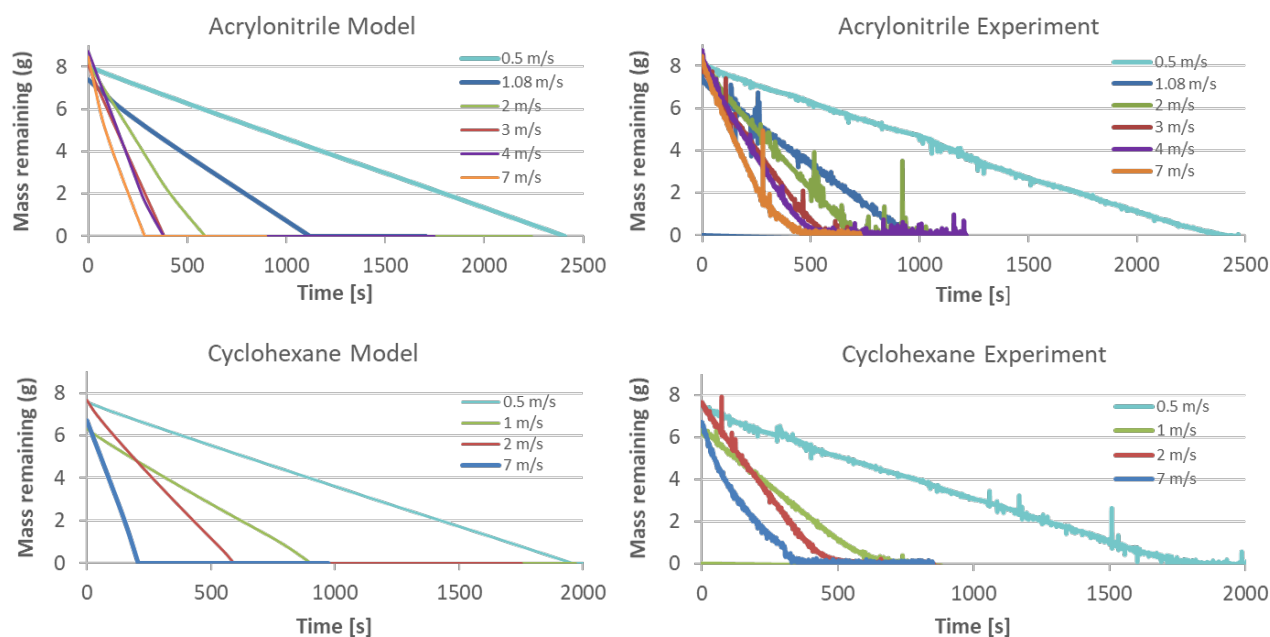 Acrylonitrile Model
Mass remaining (g)
8
6
4
2
0
0 500 1000 1500 2000 2500
Time [s]
0.5 m/s
1.08 m/s
2 m/s
3 m/s
4 m/s
7 m/s
Acrylonitrile Experiment
Mass remaining (g)
8
6
4
2
0
0 500 1000 1500 2000 2500
Time [s]
0.5 m/s
1.08 m/s
2 m/s
3 m/s
4 m/s
7 m/s
Cyclohexane Model
Mass remaining (g)
8
6
4
2
0
0 500 1000 1500 2000
Time [s]
0.5 m/s
1 m/s
2 m/s
7 m/s
Cyclohexane Experiment
Mass remaining (g)
8
6
4
2
0
0 500 1000 1500 2000
Time [s]
0.5 m/s
1 m/s
2 m/s
7 m/s